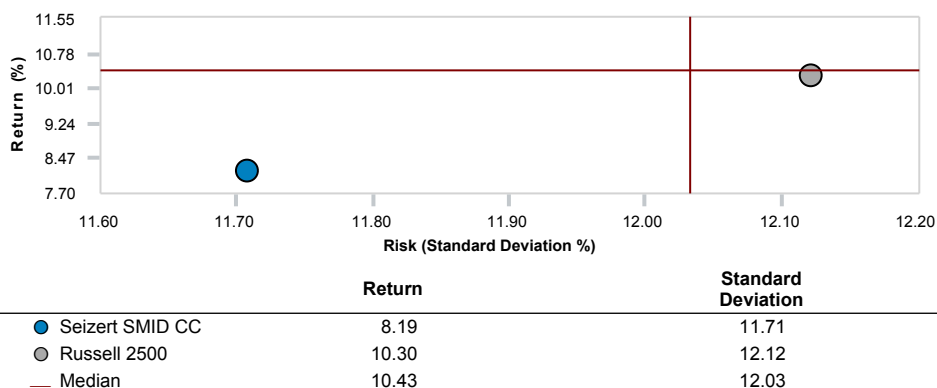 11.55
10.78
10.01
9.24
8.47
7.70
Return (%)
11.60 11.70 11.80 11.90 12.00 12.10 12.20
Risk (Standard Deviation %)
Return Standard Deviation
Seizert SMID CC 8.19 11.71
Russell 2500 10.30 12.12
Median 10.43 12.03